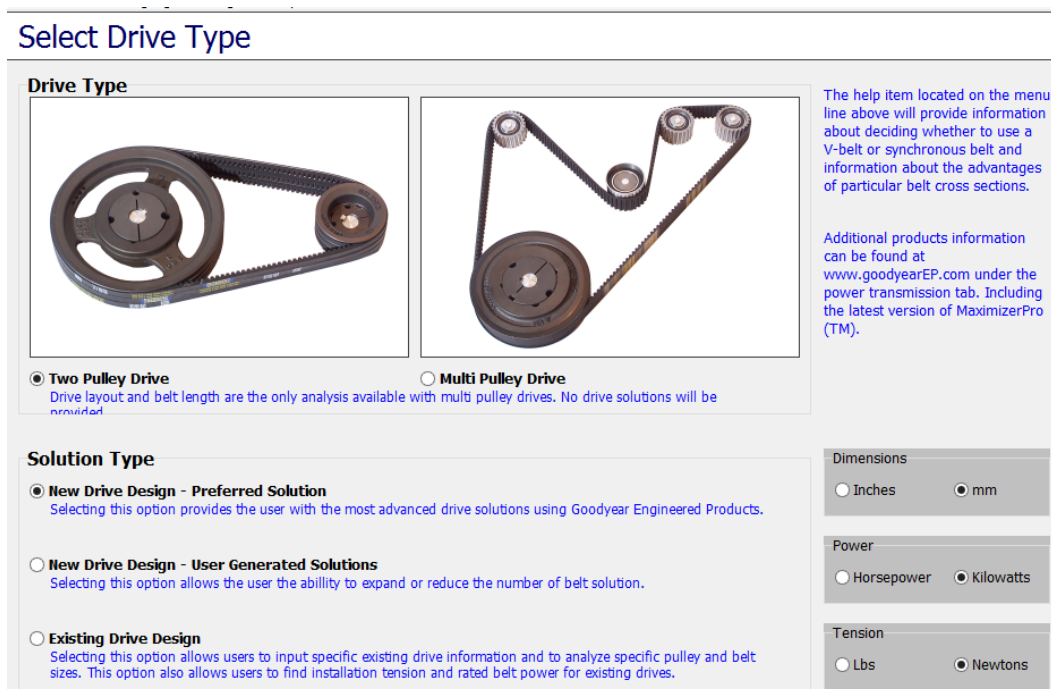 Select Drive Type
Drive Type
The help item located on the menu
line above will provide information
about deciding whether to use a
V-belt or synchronous belt and
information about the advantages
of particular belt cross sections.
Additional products information
can be found at
www.goodyearEP.com under the
power transmission tab. Including
the latest version of MaximizerPro
(TM).
Two Pulley Drive
Multi Pulley Drive
Drive layout and belt length are the only analysis available with multi pulley drives. No drive solutions will be
provided
Solution Type
New Drive Design - Preferred Solution
Selecting this option provides the user with the most advanced drive solutions using Goodyear Engineered Products.
New Drive Design - User Generated Solutions
Selecting this option allows the user the abillity to expand or reduce the number of belt solution.
Existing Drive Design
Selecting this option allows users to input specific existing drive information and to analyze specific pulley and belt
sizes. This option also allows users to find installation tension and rated belt power for existing drives.
Dimensions
Inches
mm
Power
Horsepower
Kilowatts
Tension
Lbs
Newtons